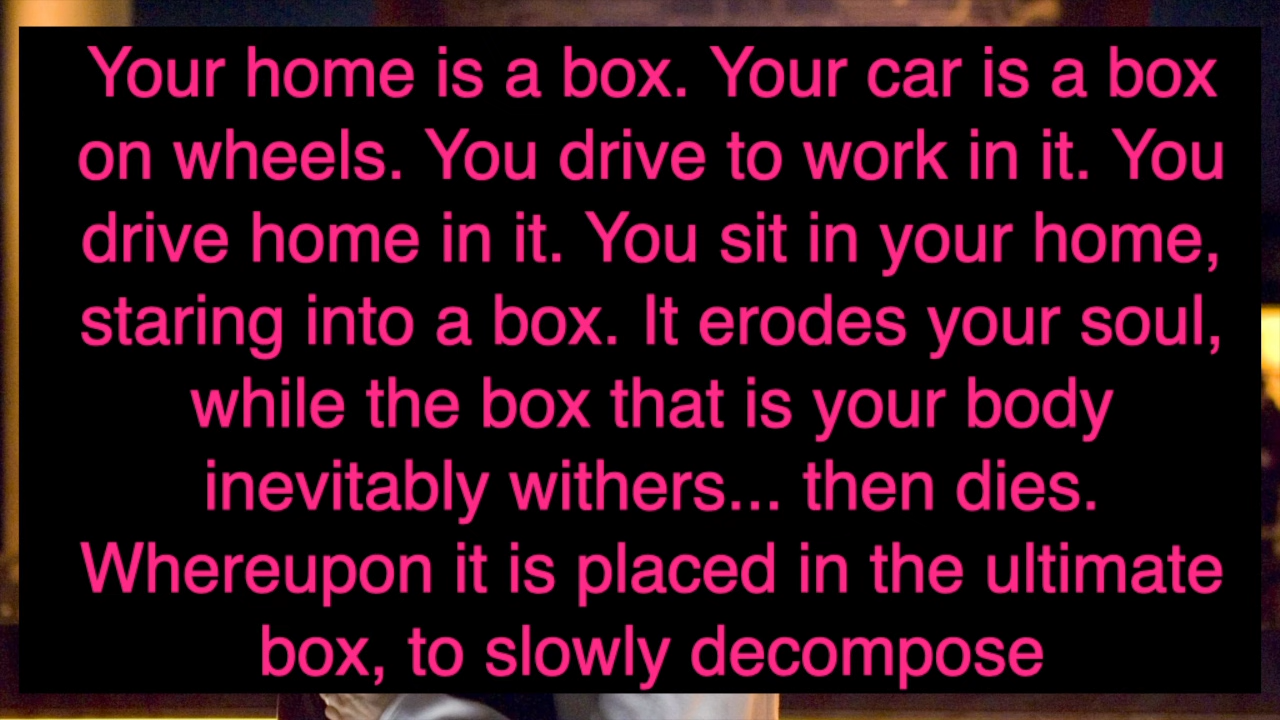 Your home is a box. Your car is a box
on wheels. You drive to work in it. You
drive home in it. You sit in your home,
staring into a box. It erodes your soul,
while the box that is your body
inevitably withers... then dies.
Whereupon it is placed in the ultimate
box, to slowly decompose